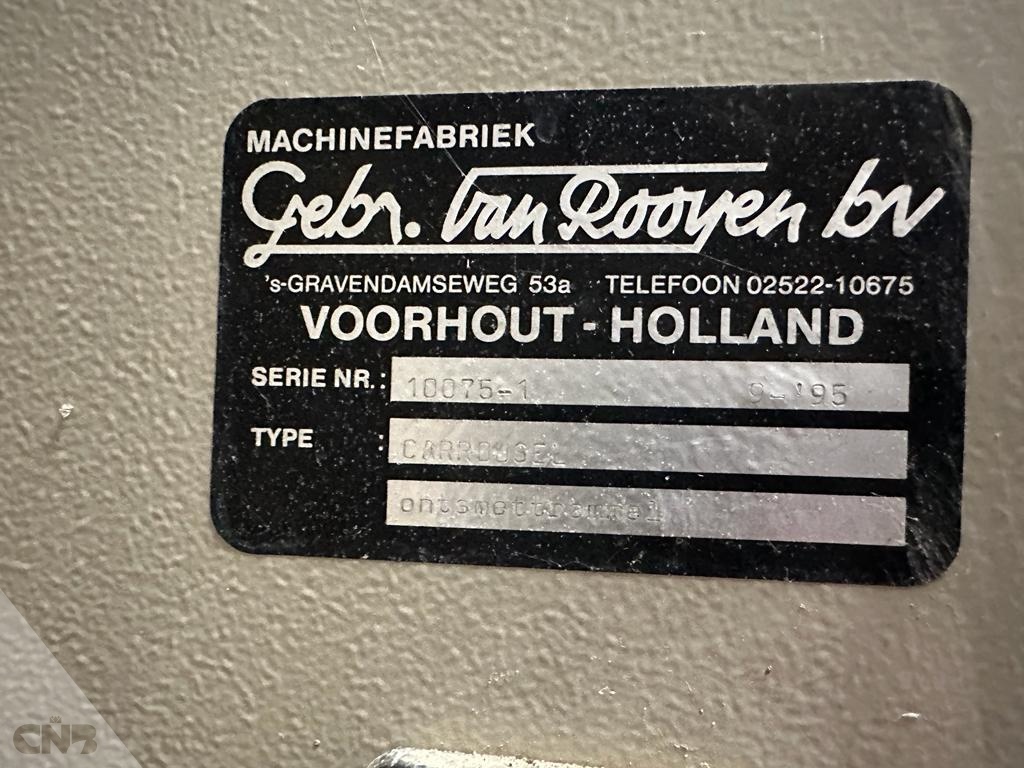 MACHINEFABRIEK
Gebr. Van Rooyen bv
's-GRAVENDAMSEWEG 53a TELEFOON 02522-10675
VOORHOUT - HOLLAND
SERIE NR.: 10075-1 9-'95
TYPE : CARROUSEL
CNB